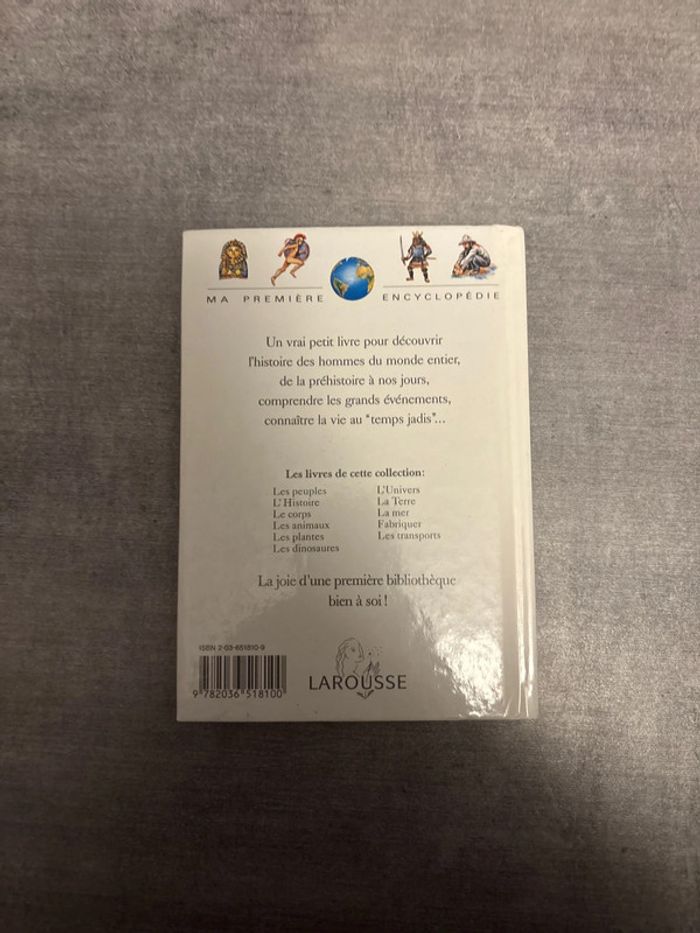 MA PREMIÈRE ENCYCLOPÉDIE
Un vrai petit livre pour découvrir
l'histoire des hommes du monde entier,
de la préhistoire à nos jours,
comprendre les grands événements,
connaître la vie au "temps jadis"...
Les livres de cette collection:
Les peuples
L'Histoire
Le corps
Les animaux
Les plantes
Les dinosaures
L'Univers
La Terre
La mer
Fabriquer
Les transports
La joie d'une première bibliothèque
bien à soi !
ISBN 2-03-651810-9
9 782036 518100
LAROUSSE